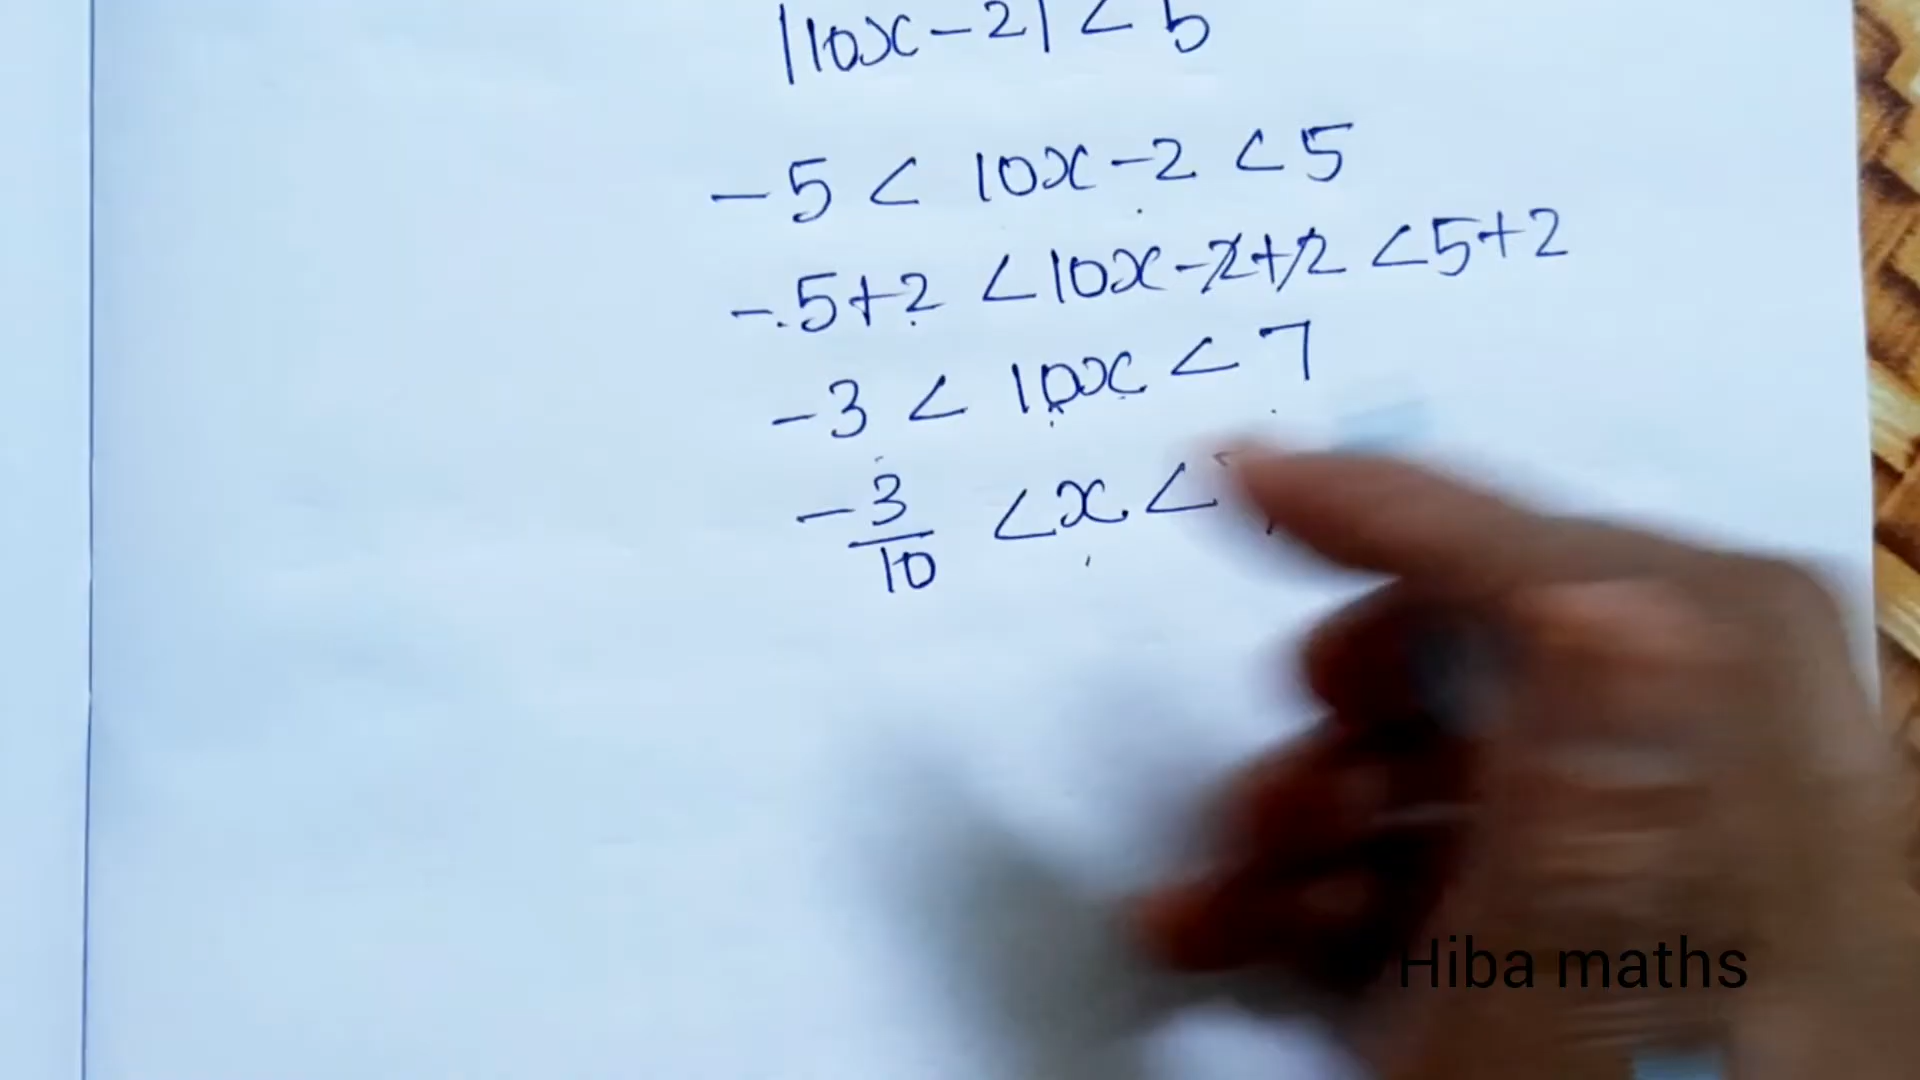 |10x-2| < 5
-5 < 10x-2 < 5
-5+2 < 10x-2+2 < 5+2
-3 < 10x < 7
-3/10 < x <
Hiba maths